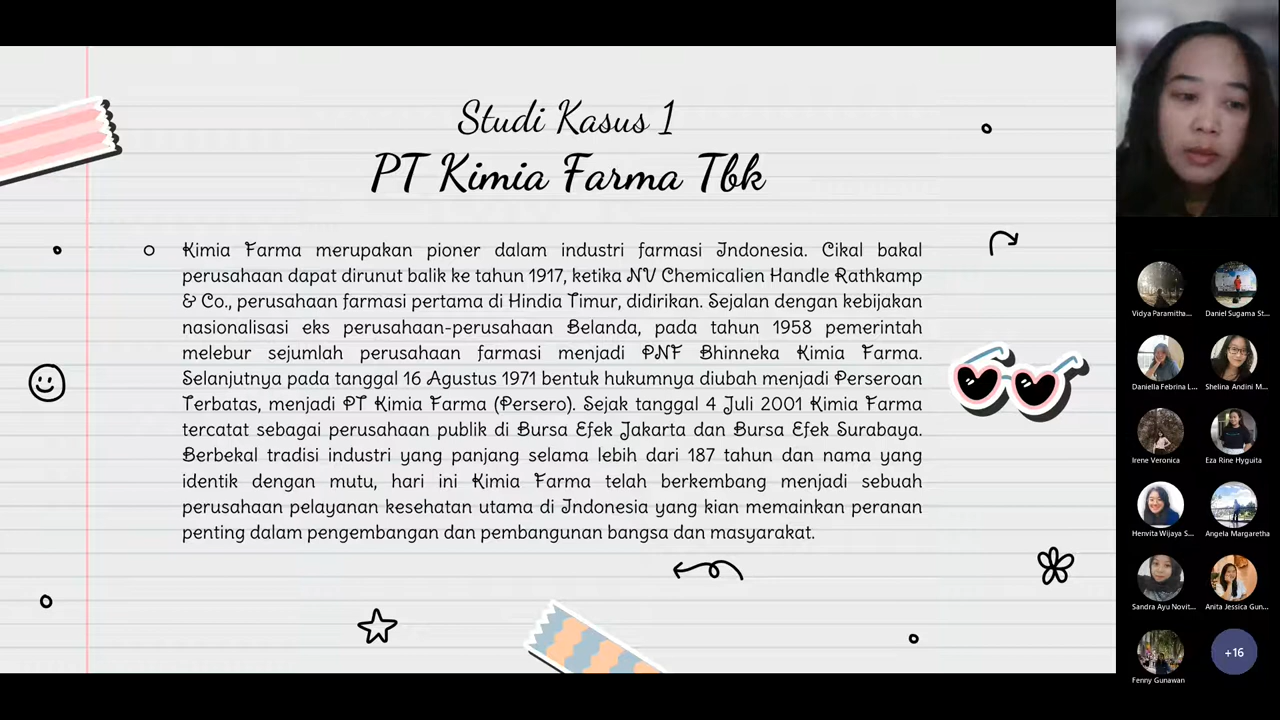 Studi Kasus 1
PT Kimia Farma Tbk
Kimia Farma merupakan pioner dalam industri farmasi Indonesia. Cikal bakal
perusahaan dapat dirunut balik ke tahun 1917, ketika NV Chemicalien Handle Rathkamp
& Co., perusahaan farmasi pertama di Hindia Timur, didirikan. Sejalan dengan kebijakan
nasionalisasi eks perusahaan-perusahaan Belanda, pada tahun 1958 pemerintah
melebur sejumlah perusahaan farmasi menjadi PNF Bhinneka Kimia Farma.
Selanjutnya pada tanggal 16 Agustus 1971 bentuk hukumnya diubah menjadi Perseroan
Terbatas, menjadi PT Kimia Farma (Persero). Sejak tanggal 4 Juli 2001 Kimia Farma
tercatat sebagai perusahaan publik di Bursa Efek Jakarta dan Bursa Efek Surabaya.
Berbekal tradisi industri yang panjang selama lebih dari 187 tahun dan nama yang
identik dengan mutu, hari ini Kimia Farma telah berkembang menjadi sebuah
perusahaan pelayanan kesehatan utama di Indonesia yang kian memainkan peranan
penting dalam pengembangan dan pembangunan bangsa dan masyarakat.
Vidya Paramitha...
Daniel Sugama St...
Daniella Febrina L...
Shelina Andini M...
Irene Veronica
Eza Rine Hyguita
Henvita Wijaya S...
Angela Margaretha
Sandra Ayu Novit...
Anita Jessica Gun...
Fenny Gunawan
+16